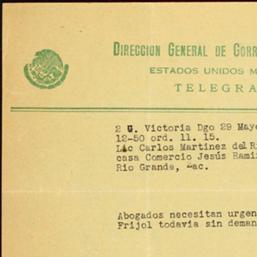 DIRECCION GENERAL DE CORR
ESTADOS UNIDOS M
TELEGRA
2 U. Victoria Dgo 29 Mayo
12-50 ord. 11. 15.
Lic Carlos Martinez del Ri
casa Comercio Jesús Rami
Rio Grande, Zac.
Abogados necesitan urgen
Frijol todavia sin deman